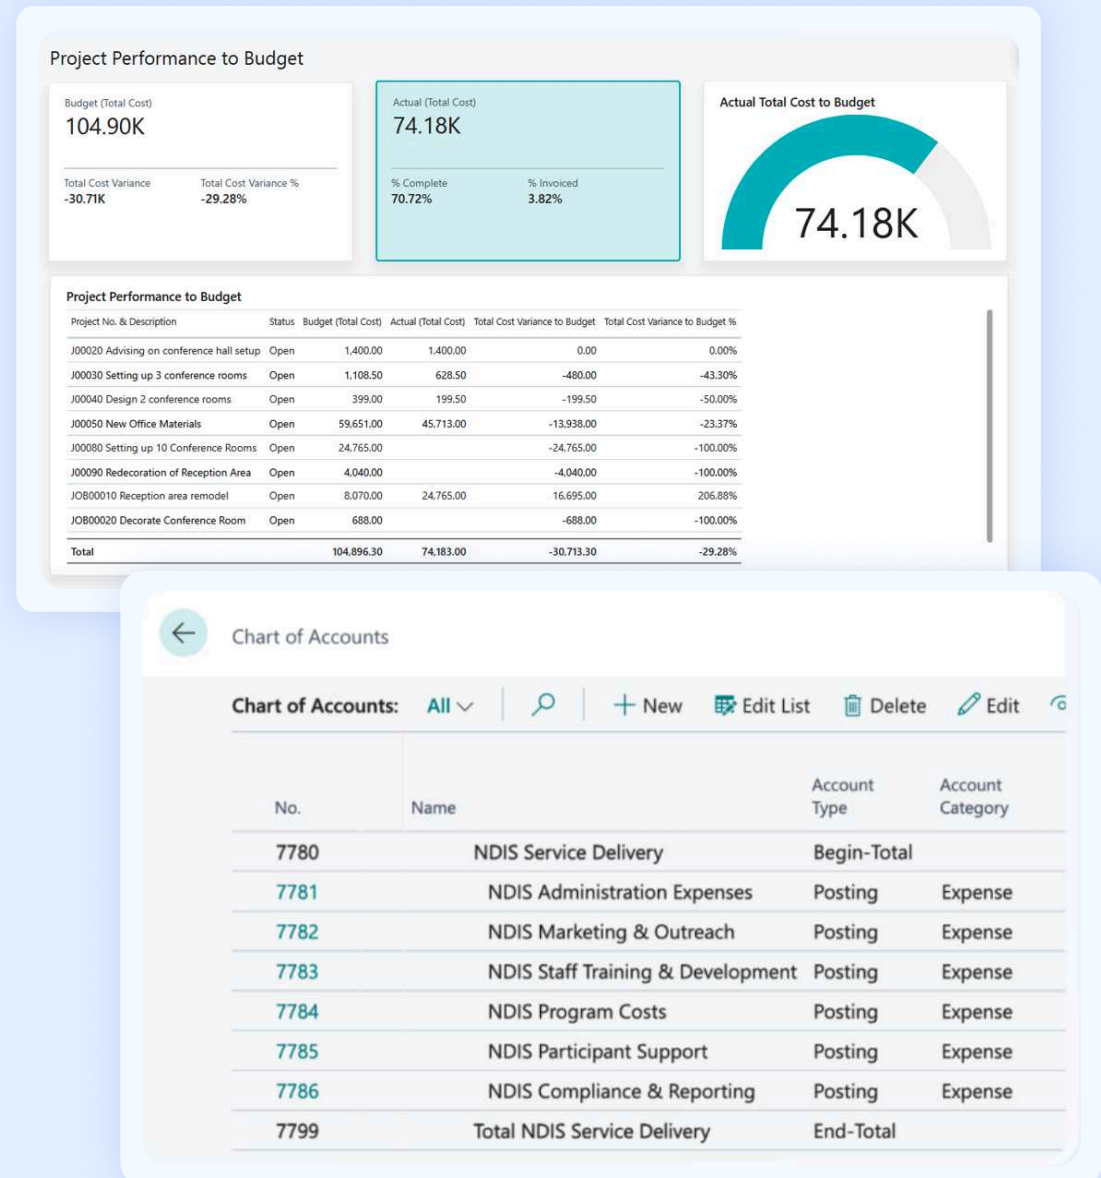 Project Performance to Budget
Budget (Total Cost)
104.90K
Total Cost Variance Total Cost Variance %
-30.71K -29.28%
Actual (Total Cost)
74.18K
% Complete % Invoiced
70.72% 3.82%
Actual Total Cost to Budget
74.18K
Project Performance to Budget
Project No. & Description Status Budget (Total Cost) Actual (Total Cost) Total Cost Variance to Budget Total Cost Variance to Budget %
J00020 Advising on conference hall setup Open 1,400.00 1,400.00 0.00 0.00%
J00030 Setting up 3 conference rooms Open 1,108.50 628.50 -480.00 -43.30%
J00040 Design 2 conference rooms Open 399.00 199.50 -199.50 -50.00%
J00050 New Office Materials Open 59,651.00 45,713.00 -13,938.00 -23.37%
J00080 Setting up 10 Conference Rooms Open 24,765.00 -24,765.00 -100.00%
J00090 Redecoration of Reception Area Open 4,040.00 -4,040.00 -100.00%
JOB00010 Reception area remodel Open 8,070.00 24,765.00 16,695.00 206.88%
JOB00020 Decorate Conference Room Open 688.00 -688.00 -100.00%
Total 104,896.30 74,183.00 -30,713.30 -29.28%
Chart of Accounts
Chart of Accounts: All New Edit List Delete Edit
No. Name Account Type Account Category
7780 NDIS Service Delivery Begin-Total
7781 NDIS Administration Expenses Posting Expense
7782 NDIS Marketing & Outreach Posting Expense
7783 NDIS Staff Training & Development Posting Expense
7784 NDIS Program Costs Posting Expense
7785 NDIS Participant Support Posting Expense
7786 NDIS Compliance & Reporting Posting Expense
7799 Total NDIS Service Delivery End-Total